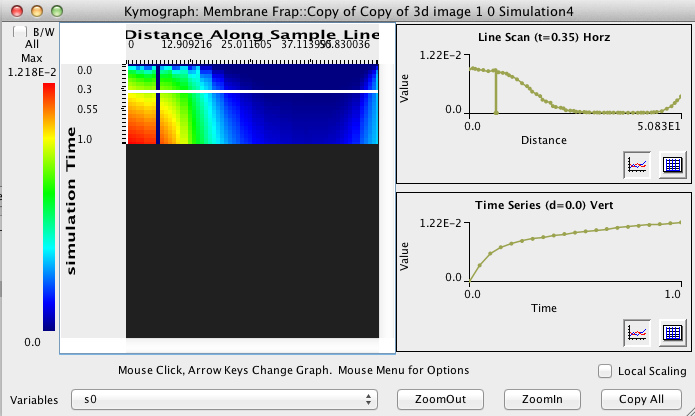 Kymograph: Membrane Frap::Copy of Copy of 3d image 1 0 Simulation4
B/W
All
Max
1.218E-2
0.0
Distance Along Sample Line
0 12.909216 25.011605 37.113995 830036
0.0
0.3
0.55
1.0
simulation Time
Line Scan (t=0.35) Horz
1.22E-2
Value
0.0
0.0 5.083E1
Distance
Time Series (d=0.0) Vert
1.22E-2
Value
0.0
0.0 1.0
Time
Mouse Click, Arrow Keys Change Graph. Mouse Menu for Options
Local Scaling
Variables s0 ZoomOut ZoomIn Copy All